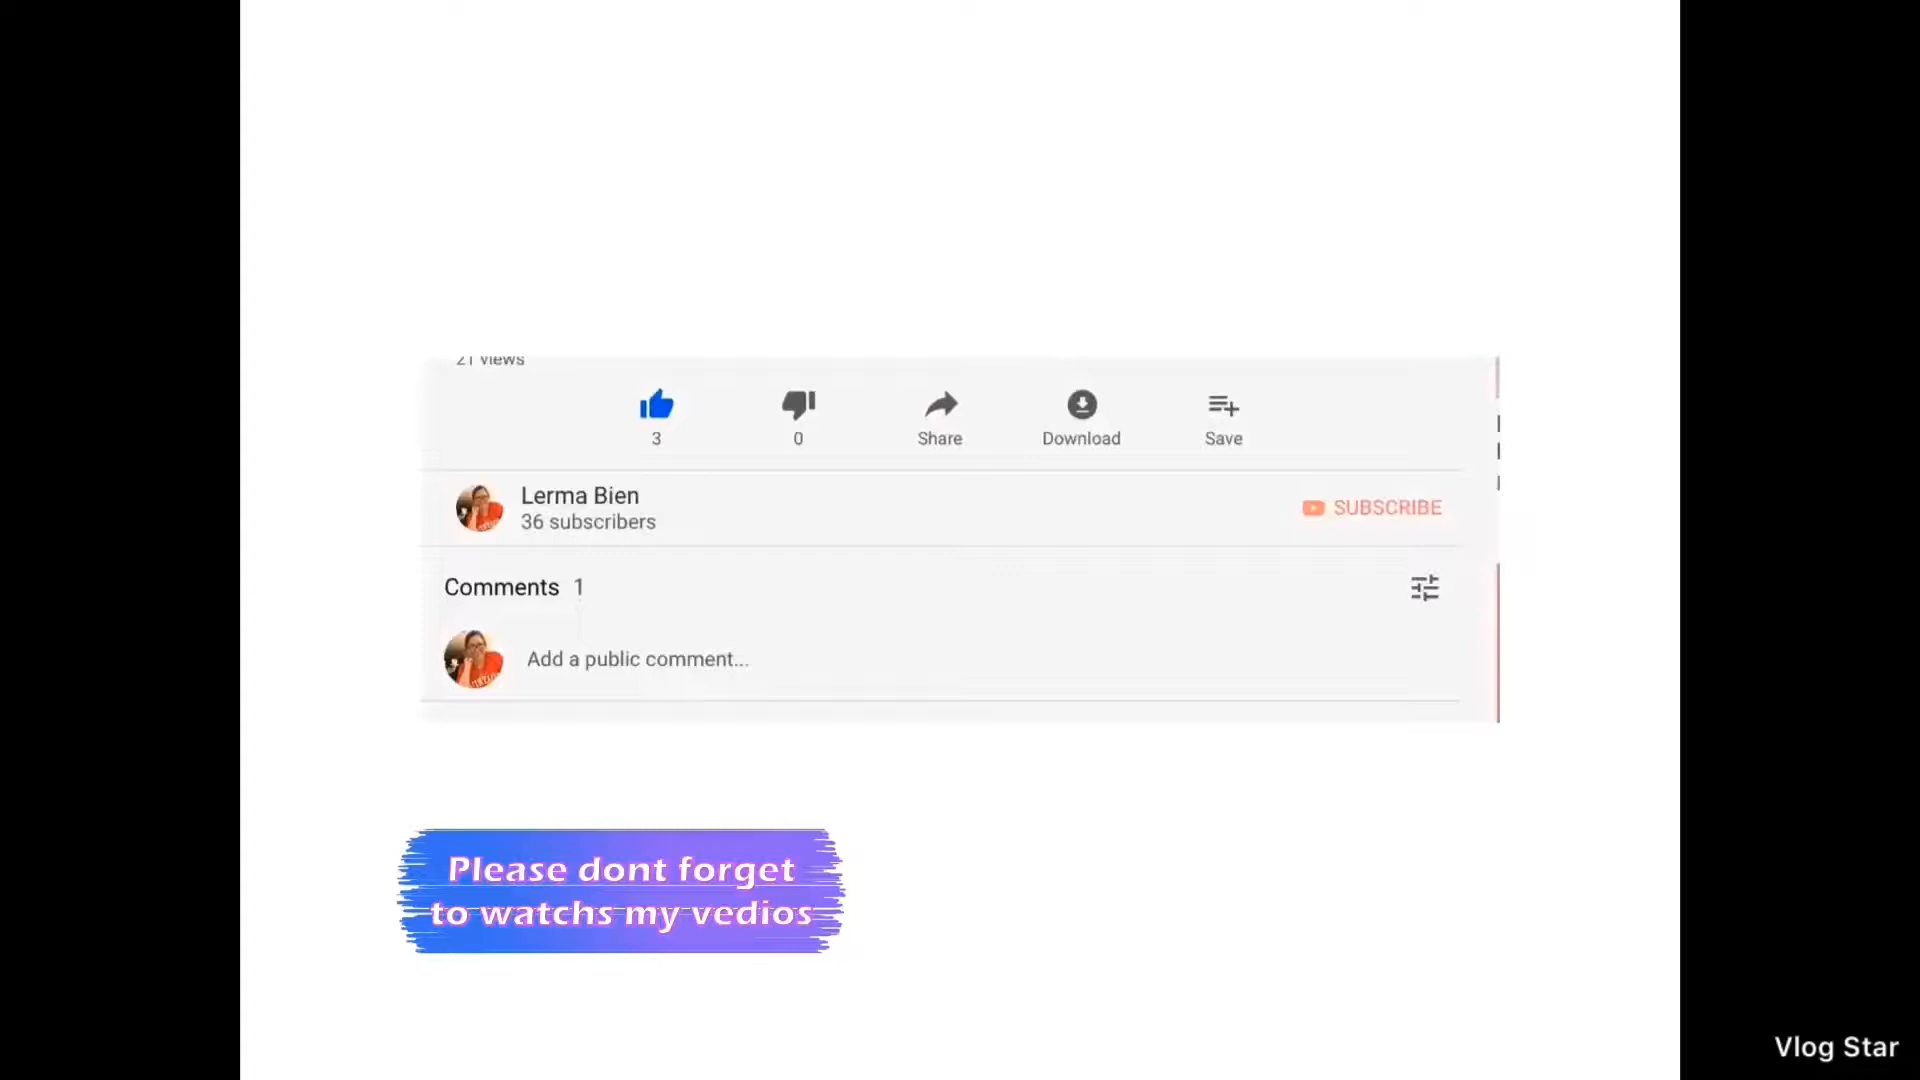 21 views
3
0
Share
Download
Save
Lerma Bien
36 subscribers
SUBSCRIBE
Comments 1
Add a public comment...
Please dont forget
to watchs my vedios
Vlog Star